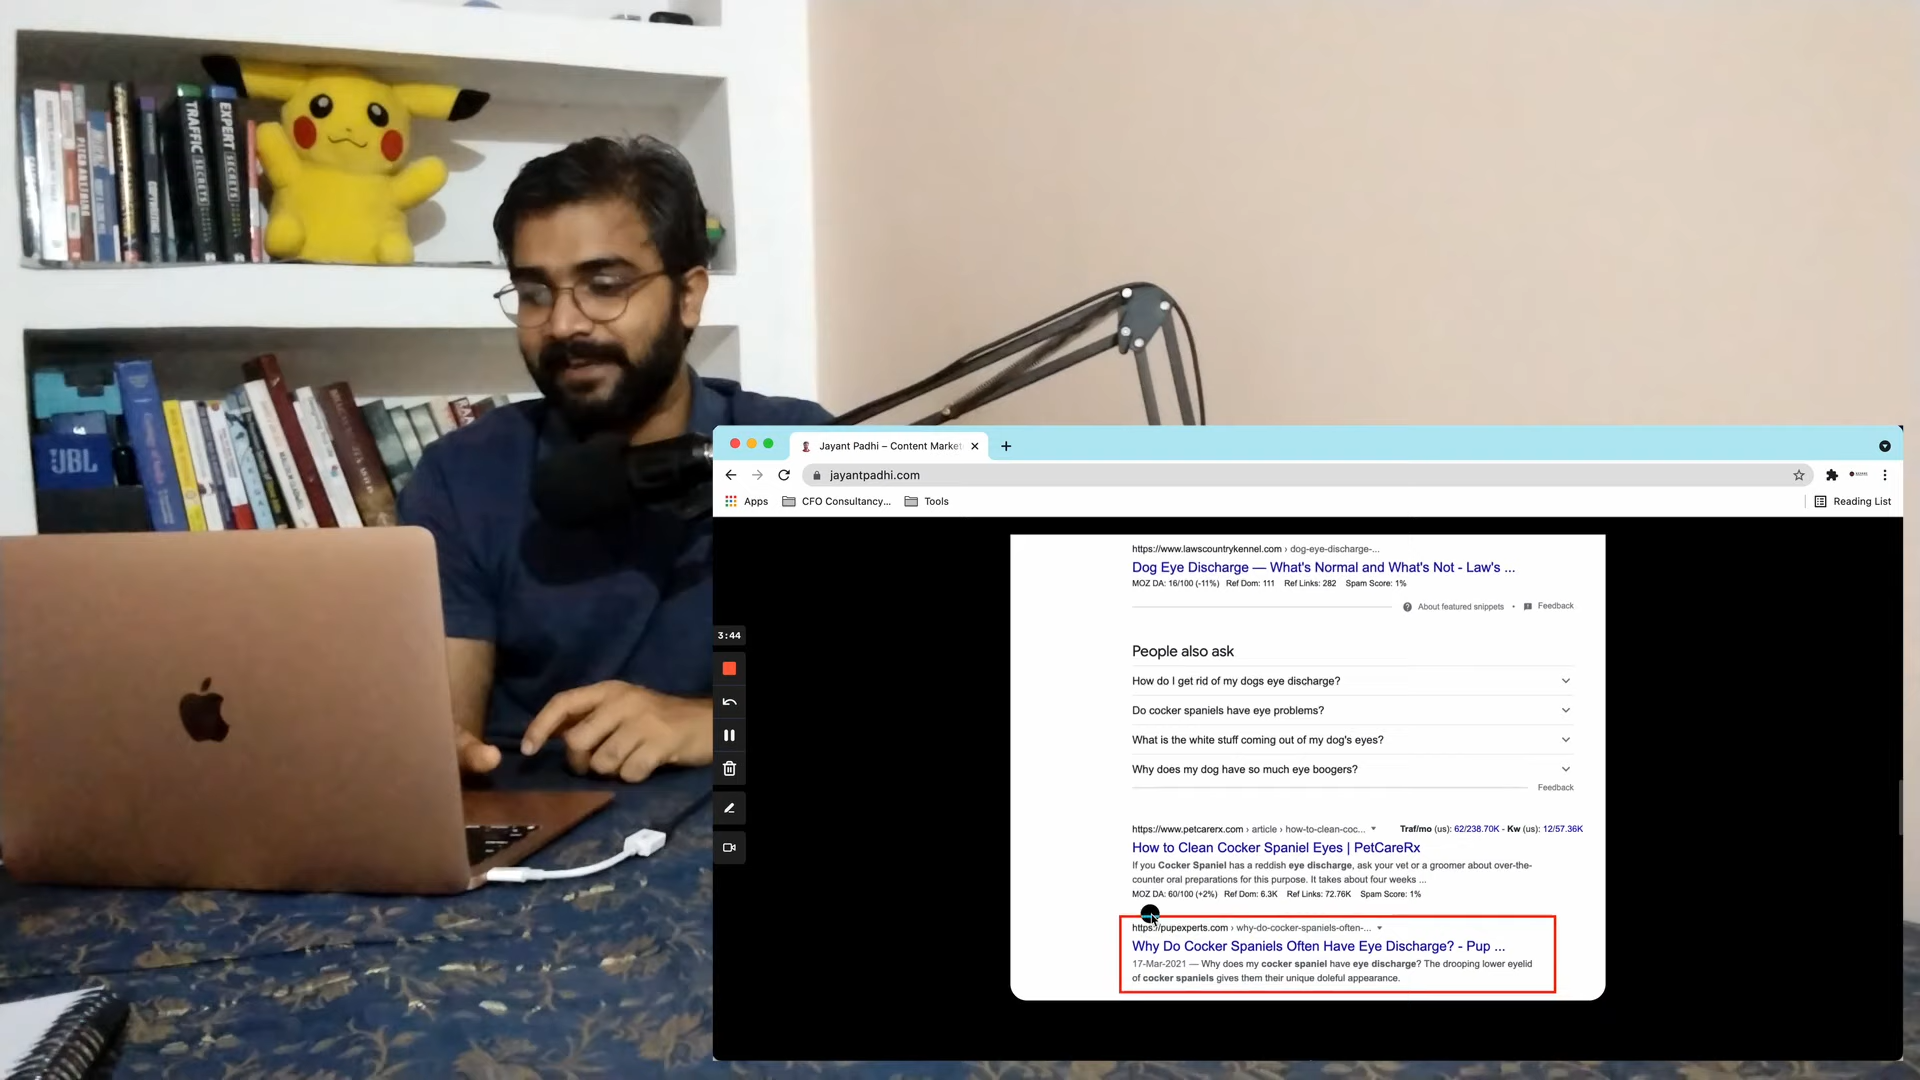 TRAFFIC SECRETS
EXPERT SECRETS
JBL
Jayant Padhi – Content Market
jayantpadhi.com
Apps
CFO Consultancy...
Tools
Reading List
3:44
https://www.lawscountrykennel.com › dog-eye-discharge-...
Dog Eye Discharge — What's Normal and What's Not - Law's ...
MOZ DA: 16/100 (-11%) Ref Dom: 111 Ref Links: 282 Spam Score: 1%
About featured snippets • Feedback
People also ask
How do I get rid of my dogs eye discharge?
Do cocker spaniels have eye problems?
What is the white stuff coming out of my dog's eyes?
Why does my dog have so much eye boogers?
Feedback
https://www.petcarerx.com › article › how-to-clean-coc... Traf/mo (us): 62/238.70K - Kw (us): 12/57.36K
How to Clean Cocker Spaniel Eyes | PetCareRx
If you Cocker Spaniel has a reddish eye discharge, ask your vet or a groomer about over-the-
counter oral preparations for this purpose. It takes about four weeks ...
MOZ DA: 60/100 (+2%) Ref Dom: 6.3K Ref Links: 72.76K Spam Score: 1%
https://pupexperts.com › why-do-cocker-spaniels-often-...
Why Do Cocker Spaniels Often Have Eye Discharge? - Pup ...
17-Mar-2021 — Why does my cocker spaniel have eye discharge? The drooping lower eyelid
of cocker spaniels gives them their unique doleful appearance.